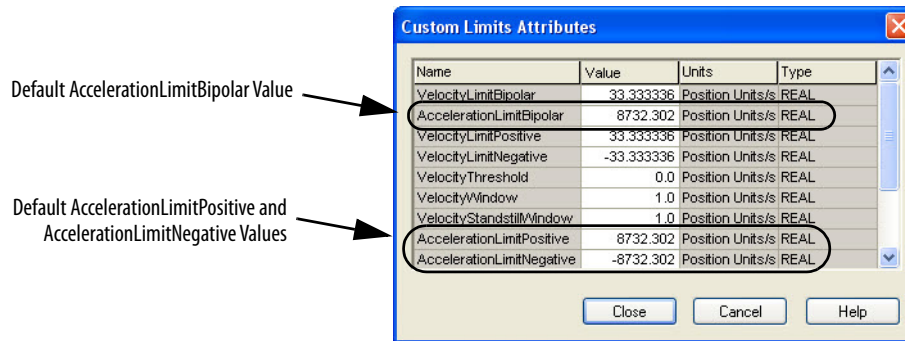 Custom Limits Attributes
Name Value Units Type
Default AccelerationLimitBipolar Value
VelocityLimitBipolar 33.333336 Position Units/s REAL
AccelerationLimitBipolar 8732.302 Position Units/s REAL
VelocityLimitPositive 33.333336 Position Units/s REAL
VelocityLimitNegative -33.333336 Position Units/s REAL
VelocityThreshold 0.0 Position Units/s REAL
VelocityWindow 1.0 Position Units/s REAL
VelocityStandstillWindow 1.0 Position Units/s REAL
Default AccelerationLimitPositive and
AccelerationLimitNegative Values
AccelerationLimitPositive 8732.302 Position Units/s REAL
AccelerationLimitNegative -8732.302 Position Units/s REAL
Close Cancel Help